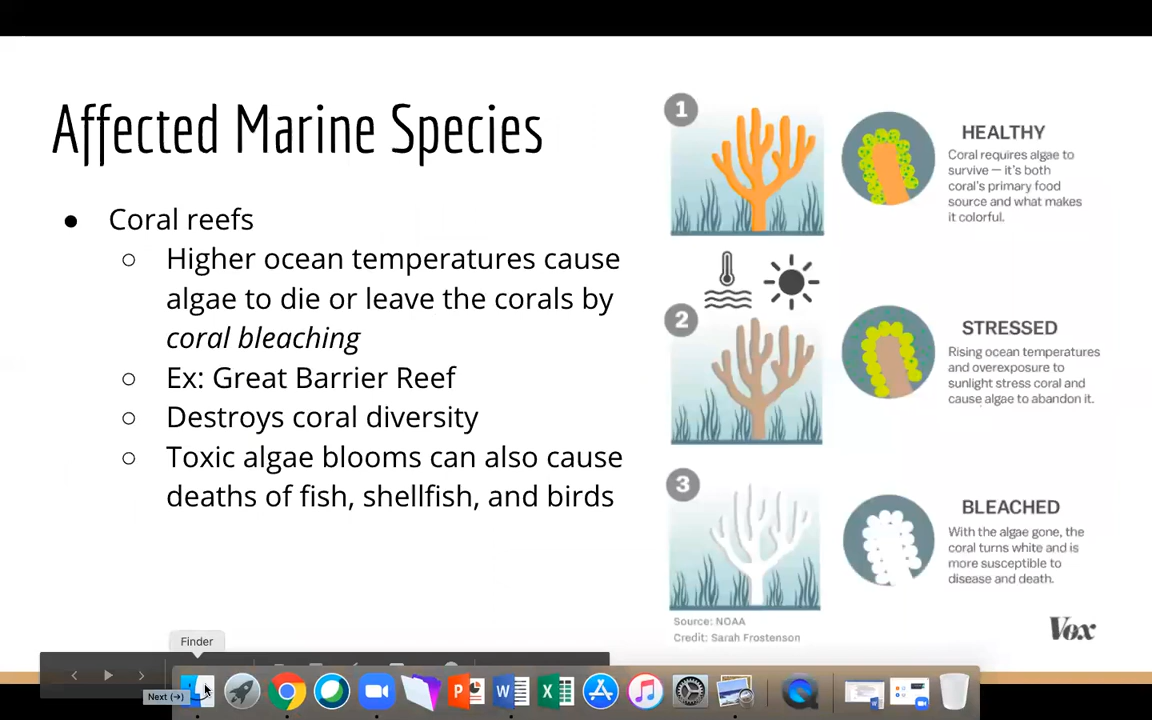 Affected Marine Species
● Coral reefs
○ Higher ocean temperatures cause
algae to die or leave the corals by
coral bleaching
○ Ex: Great Barrier Reef
○ Destroys coral diversity
○ Toxic algae blooms can also cause
deaths of fish, shellfish, and birds
1
HEALTHY
Coral requires algae to
survive — it's both
coral's primary food
source and what makes
it colorful.
2
STRESSED
Rising ocean temperatures
and overexposure to
sunlight stress coral and
cause algae to abandon it.
3
BLEACHED
With the algae gone, the
coral turns white and is
more susceptible to
disease and death.
Source: NOAA
Credit: Sarah Frostenson
Vox
Finder
Next (→)
P
W
X